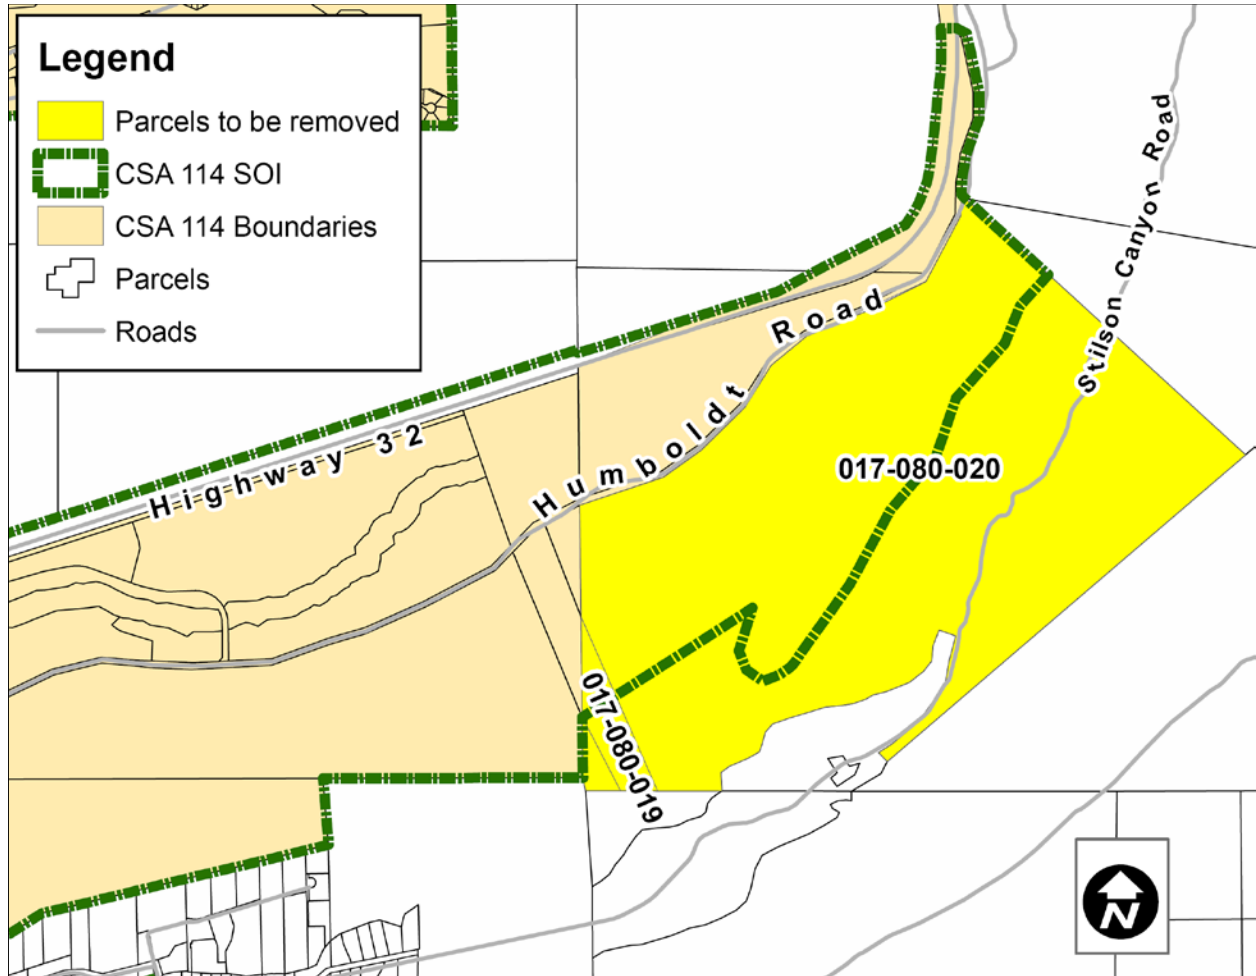 Legend
Parcels to be removed
CSA 114 SOI
CSA 114 Boundaries
Parcels
Roads
Stilson Canyon Road
Humboldt Road
Highway 32
017-080-020
017-080-019
N